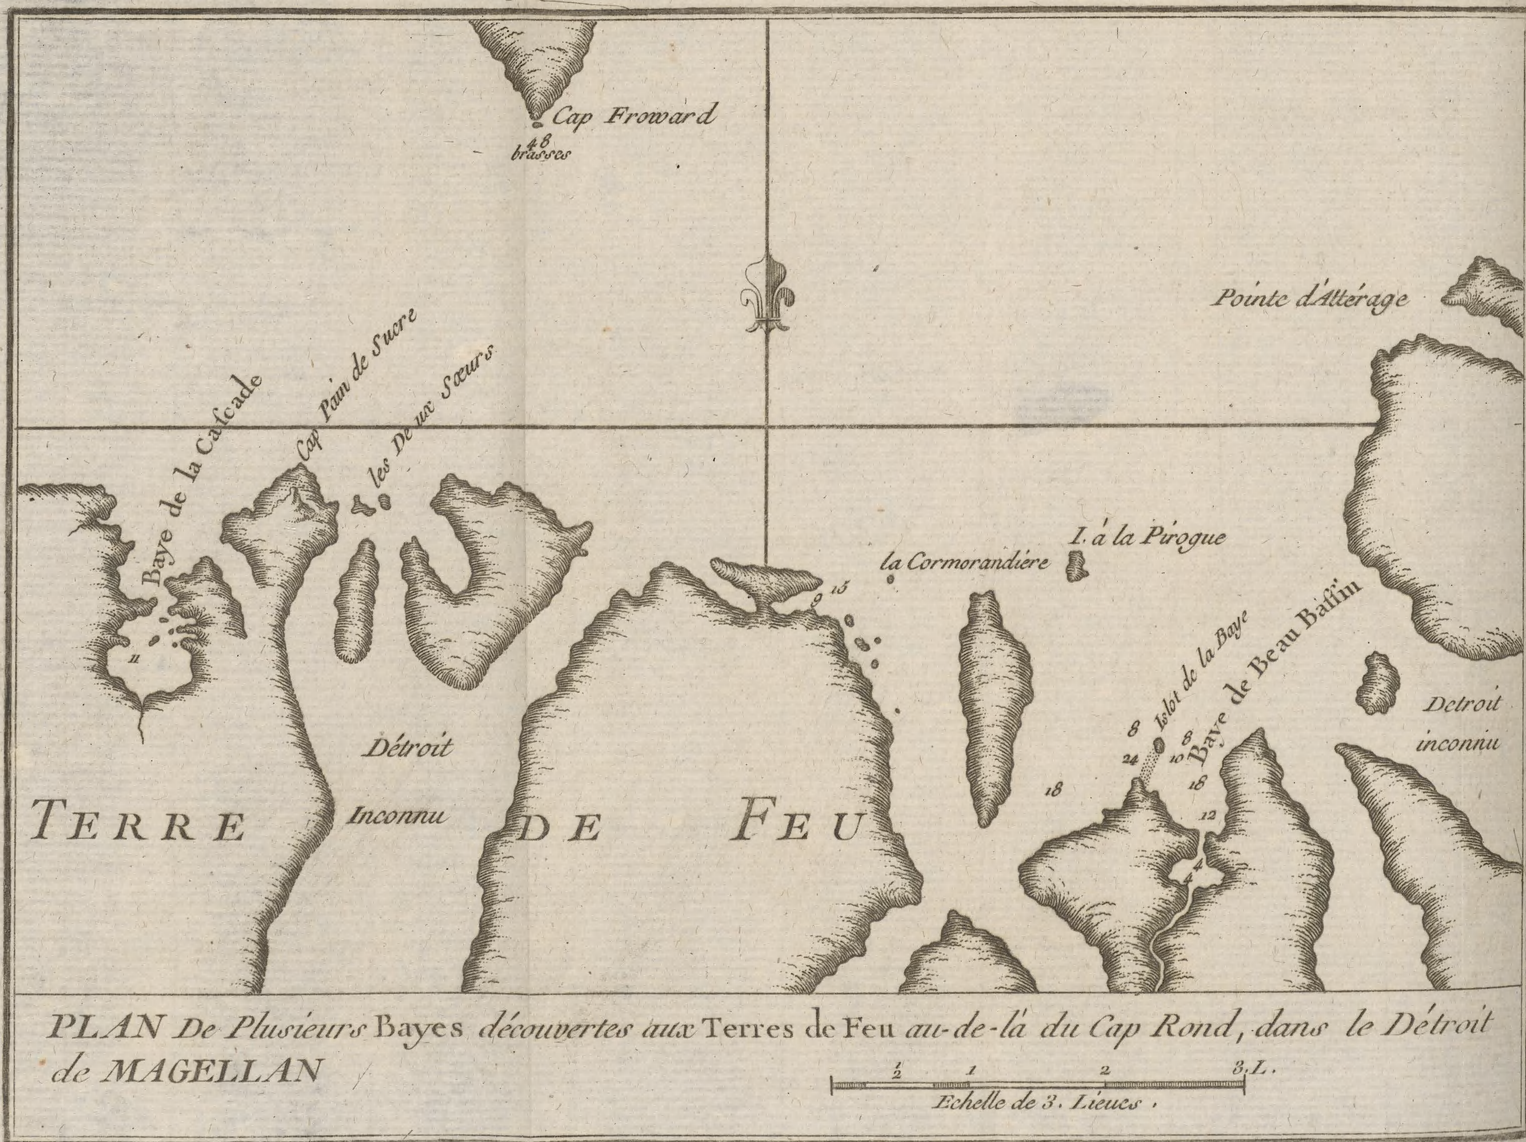 Cap Froward
48
brasses
Pointe d'Attérage
Cap Pain de Sucre
les Deux Sœurs
Baye de la Caſcade
I. à la Pirogue
la Cormorandiére
9 15
11
Islot de la Baye
Baye de Beau Baſſin
Détroit
Inconnu
Detroit
inconnu
8
8
24
10
18
18
12
4
4
TERRE DE FEU
PLAN De Plusieurs Bayes découvertes aux Terres de Feu au-de-là du Cap Rond, dans le Détroit
de MAGELLAN
1/2 1 2 3.L.
Echelle de 3. Lieues.